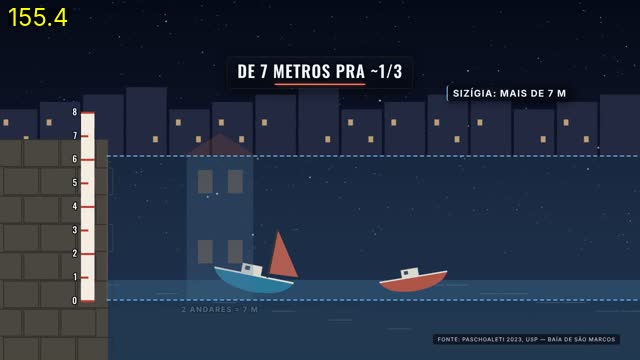 155.4
DE 7 METROS PRA ~1/3
SIZÍGIA: MAIS DE 7 M
8
7
6
5
4
3
2
1
0
2 ANDARES = 7 M
FONTE: PASCHOALETI 2023, USP — BAÍA DE SÃO MARCOS